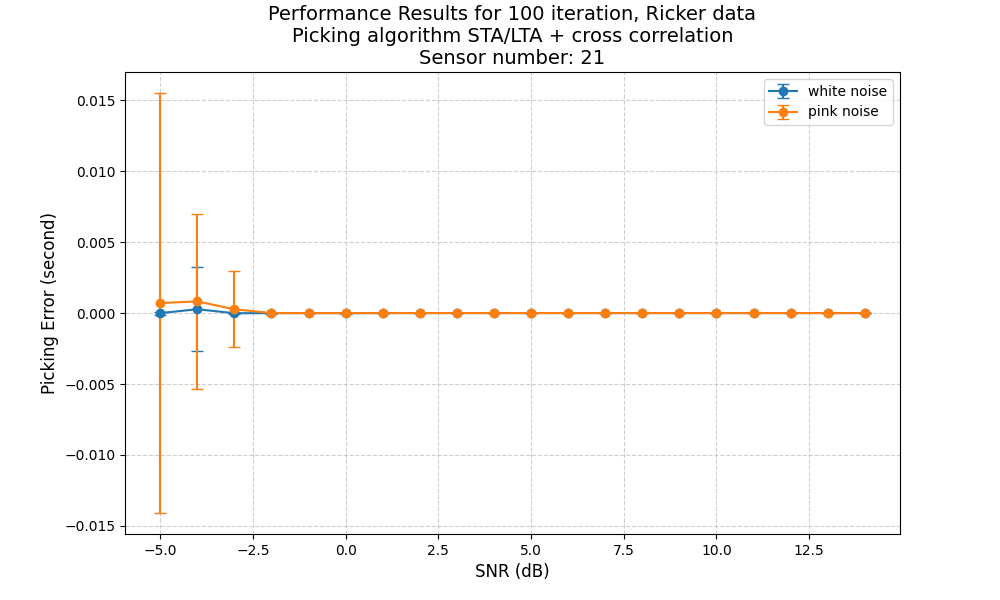 Performance Results for 100 iteration, Ricker data
Picking algorithm STA/LTA + cross correlation
Sensor number: 21
white noise
pink noise
Picking Error (second)
0.015
0.010
0.005
0.000
−0.005
−0.010
−0.015
−5.0 −2.5 0.0 2.5 5.0 7.5 10.0 12.5
SNR (dB)